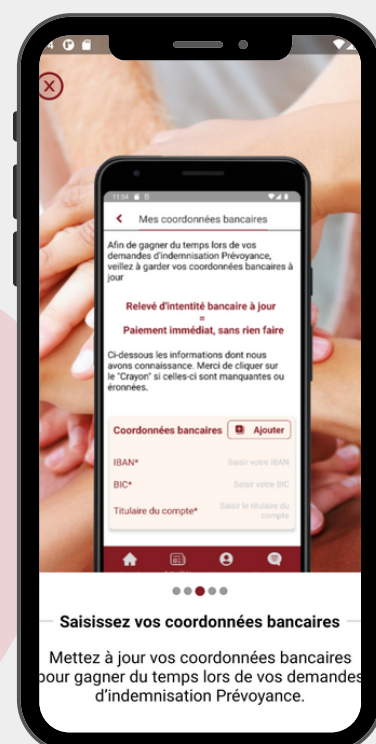 11:54
Mes coordonnées bancaires
Afin de gagner du temps lors de vos
demandes d'indemnisation Prévoyance,
veillez à garder vos coordonnées bancaires à
jour
Relevé d'intentité bancaire à jour
=
Paiement immédiat, sans rien faire
Ci-dessous les informations dont nous
avons connaissance. Merci de cliquer sur
le "Crayon" si celles-ci sont manquantes ou
éronnées.
Coordonnées bancaires Ajouter
IBAN* Saisir votre IBAN
BIC* Saisir votre BIC
Titulaire du compte* Saisir le titulaire du
compte
Saisissez vos coordonnées bancaires
Mettez à jour vos coordonnées bancaires
pour gagner du temps lors de vos demandes
d'indemnisation Prévoyance.